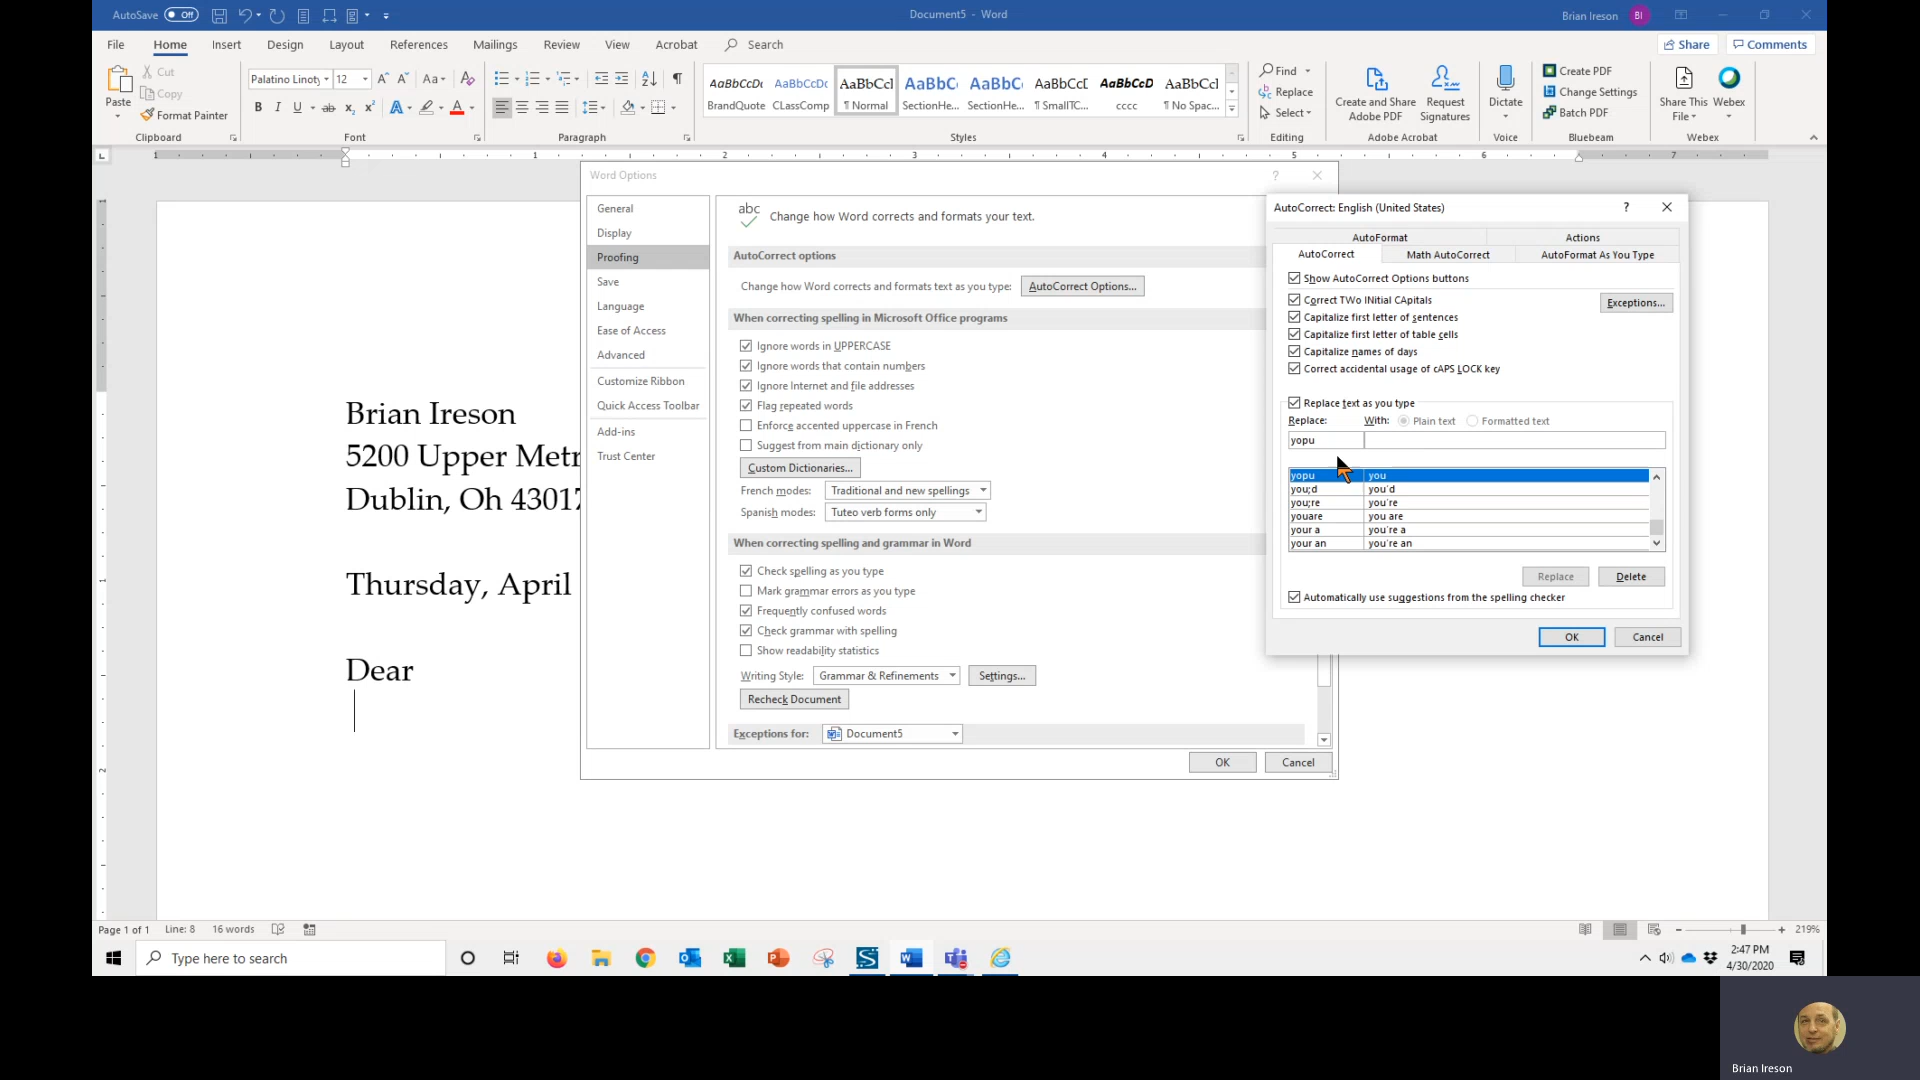 AutoSave Off
Document5 - Word
Brian Ireson BI
File Home Insert Design Layout References Mailings Review View Acrobat Search
Share Comments
Paste
Cut
Copy
Format Painter
Clipboard
Palatino Linoty 12
Aa
B I U ab x₂ x²
Font
Paragraph
AaBbCcDc AaBbCcDc AaBbCcI AaBbC AaBbC AaBbCcD AaBbCcD AaBbCcI
BrandQuote CLassComp ¶ Normal SectionHe... SectionHe... ¶ SmallTC... cccc ¶ No Spac...
Styles
Find
Replace
Select
Editing
Create and Share Adobe PDF
Request Signatures
Adobe Acrobat
Dictate
Voice
Create PDF
Change Settings
Batch PDF
Bluebeam
Share This File
Webex
Webex
1 1 2 3 4 5 6 7
Brian Ireson
5200 Upper Metr
Dublin, Oh 43017
Thursday, April
Dear
Word Options
General
Display
Proofing
Save
Language
Ease of Access
Advanced
Customize Ribbon
Quick Access Toolbar
Add-ins
Trust Center
abc
Change how Word corrects and formats your text.
AutoCorrect options
Change how Word corrects and formats text as you type: AutoCorrect Options...
When correcting spelling in Microsoft Office programs
Ignore words in UPPERCASE
Ignore words that contain numbers
Ignore Internet and file addresses
Flag repeated words
Enforce accented uppercase in French
Suggest from main dictionary only
Custom Dictionaries...
French modes: Traditional and new spellings
Spanish modes: Tuteo verb forms only
When correcting spelling and grammar in Word
Check spelling as you type
Mark grammar errors as you type
Frequently confused words
Check grammar with spelling
Show readability statistics
Writing Style: Grammar & Refinements Settings...
Recheck Document
Exceptions for: Document5
OK Cancel
AutoCorrect: English (United States)
AutoFormat Actions
AutoCorrect Math AutoCorrect AutoFormat As You Type
Show AutoCorrect Options buttons
Correct TWo INitial CApitals
Exceptions...
Capitalize first letter of sentences
Capitalize first letter of table cells
Capitalize names of days
Correct accidental usage of cAPS LOCK key
Replace text as you type
Replace: With: Plain text Formatted text
yopu
yopu you
you;d you'd
you;re you're
youare you are
your a you're a
your an you're an
Replace Delete
Automatically use suggestions from the spelling checker
OK Cancel
Page 1 of 1 Line: 8 16 words
219%
Type here to search
2:47 PM
4/30/2020
Brian Ireson